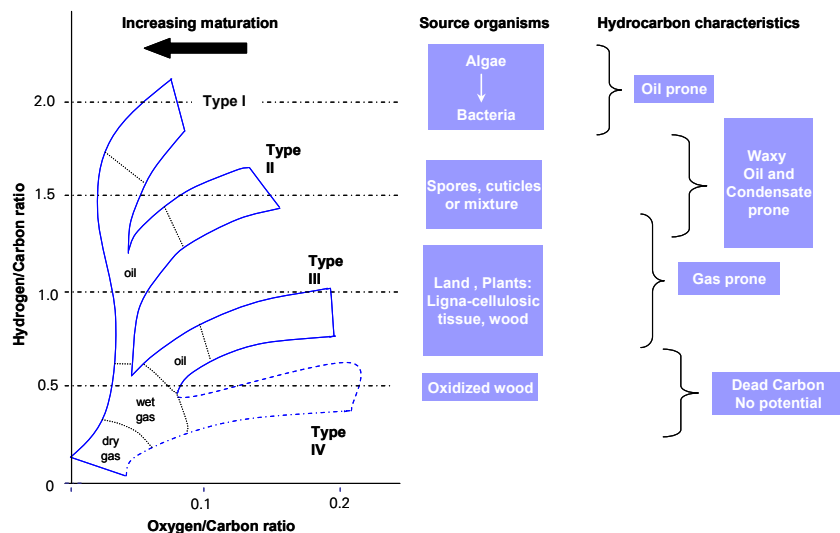 Increasing maturation
Source organisms
Hydrocarbon characteristics
Hydrogen/Carbon ratio
2.0
1.5
1.0
0.5
0
Type I
Type
II
oil
Type
III
oil
wet
gas
dry
gas
Type
IV
0.1
0.2
Oxygen/Carbon ratio
Algae
Bacteria
Spores, cuticles
or mixture
Land , Plants:
Ligna-cellulosic
tissue, wood
Oxidized wood
Oil prone
Waxy
Oil and
Condensate
prone
Gas prone
Dead Carbon
No potential